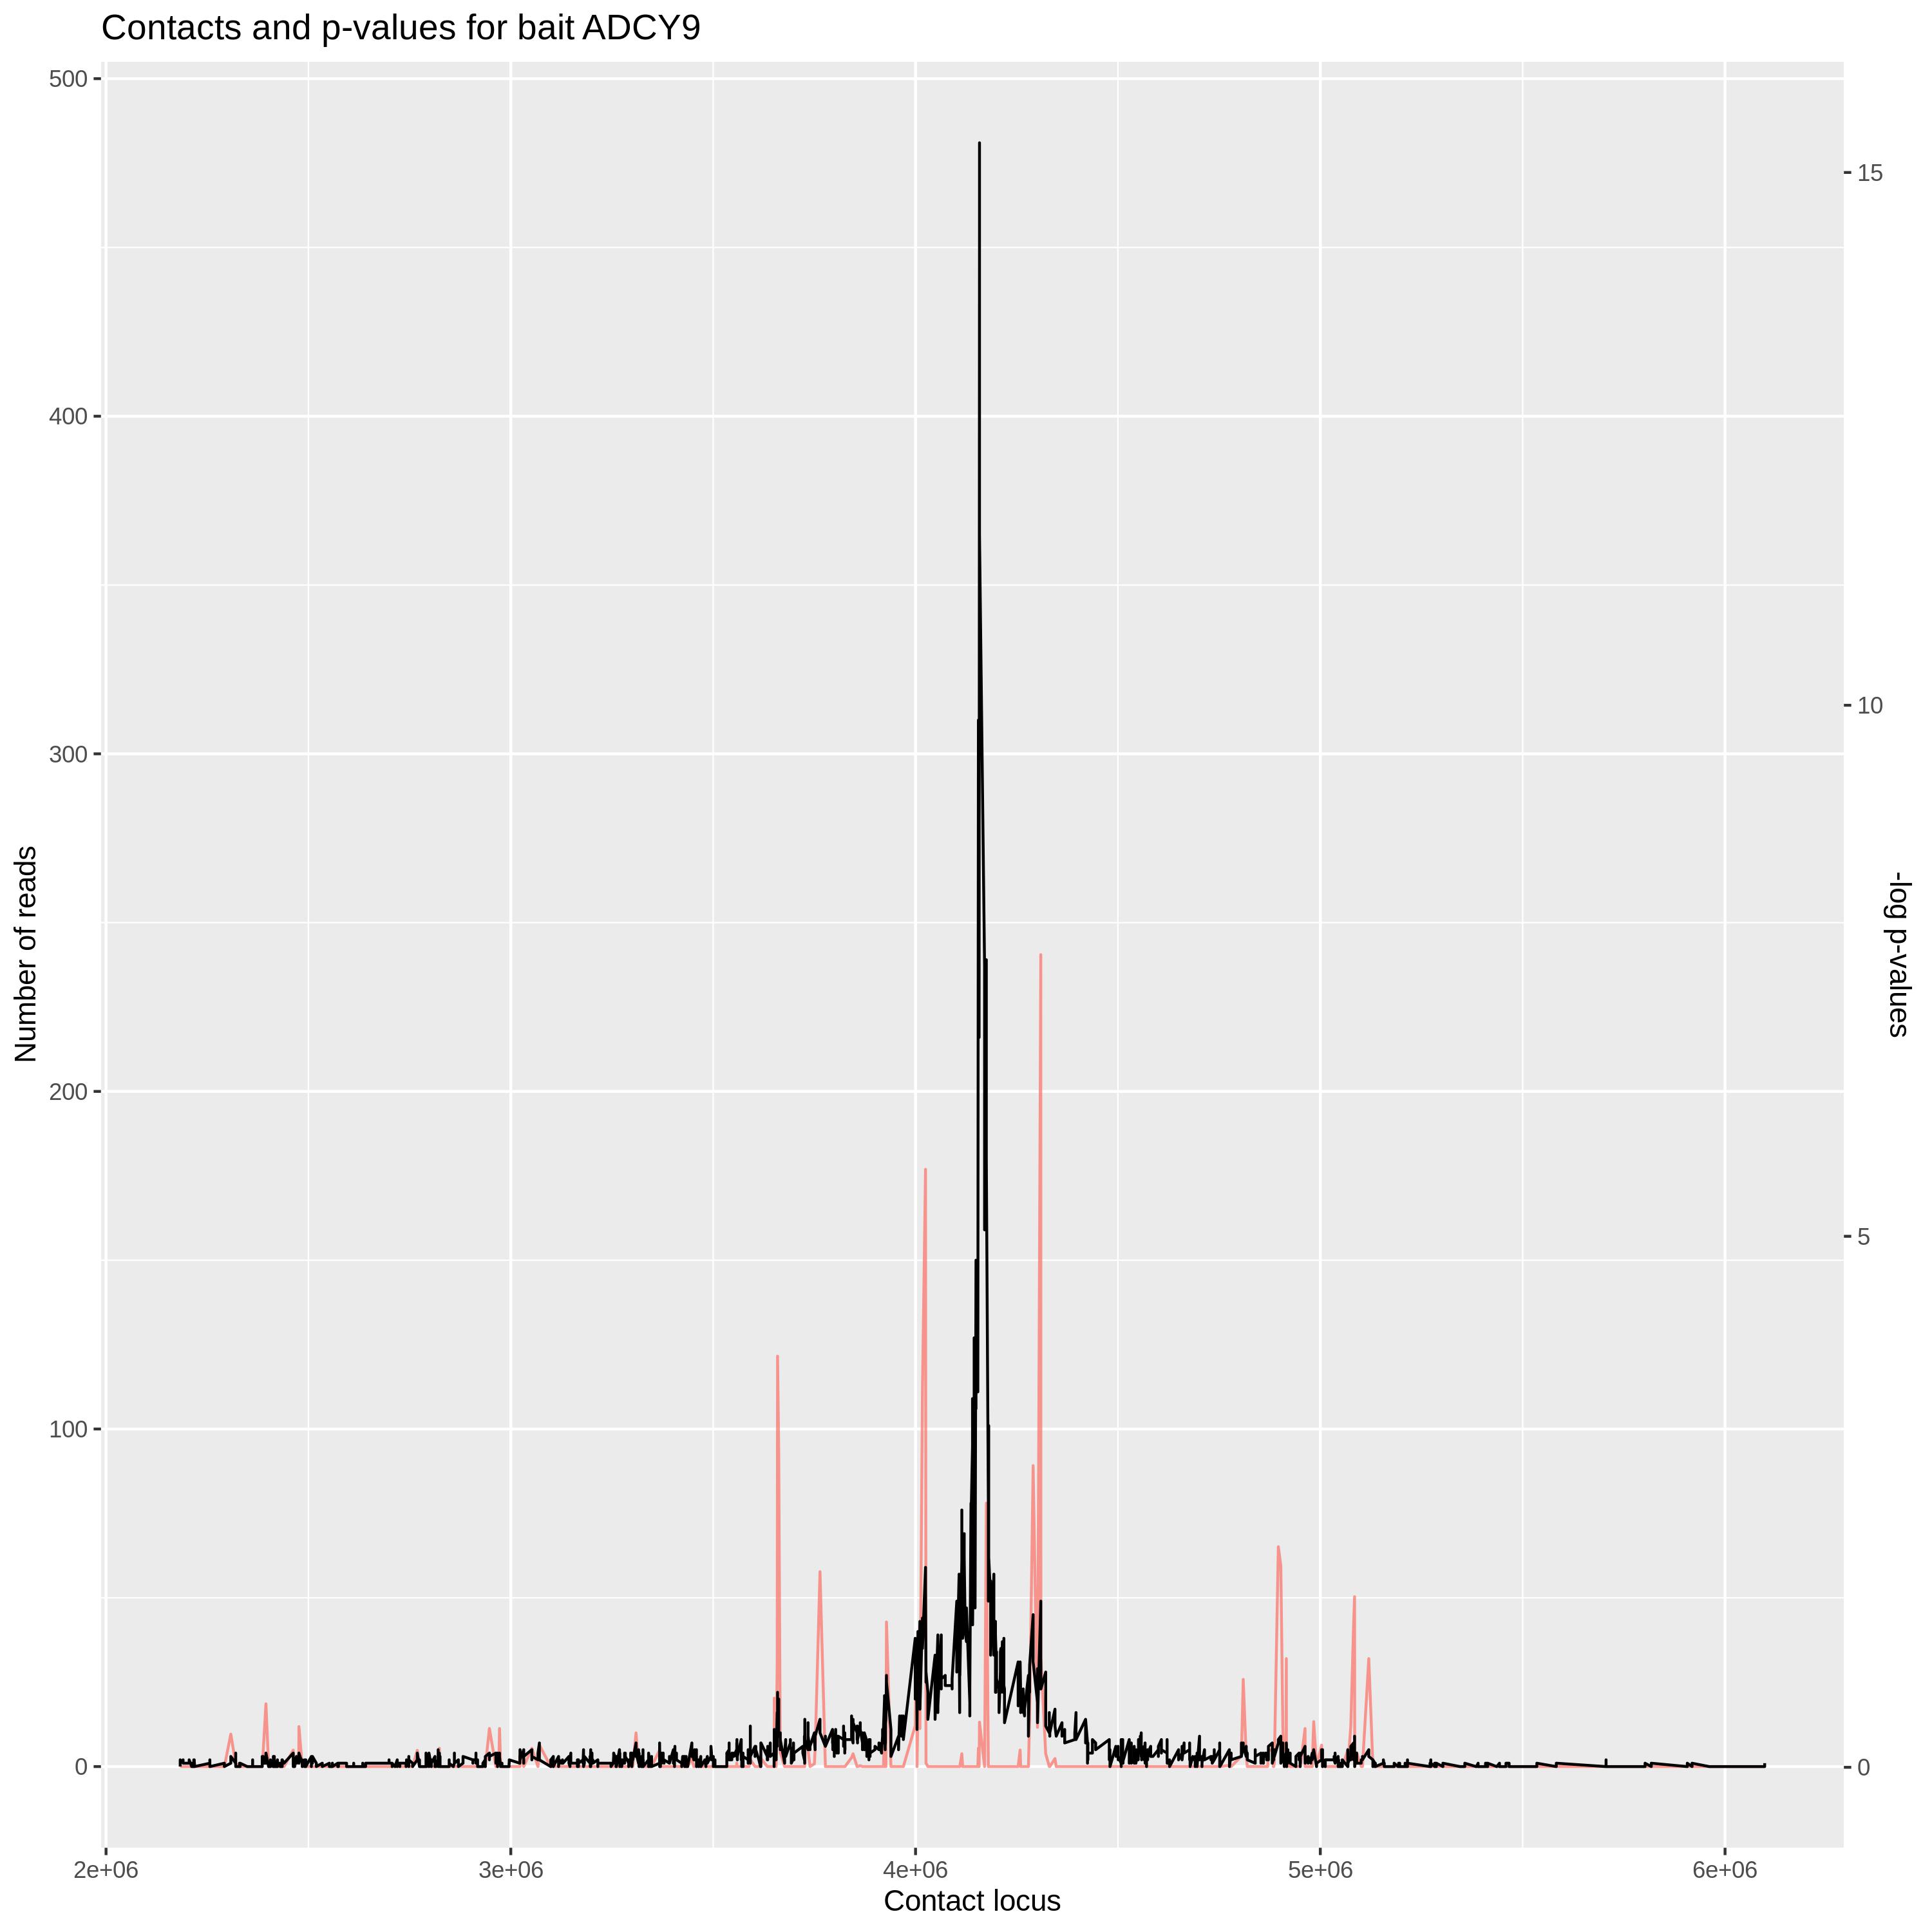 Contacts and p-values for bait ADCY9
500
400
300
200
100
0
Number of reads
15
10
5
0
-log p-values
2e+06
3e+06
4e+06
5e+06
6e+06
Contact locus